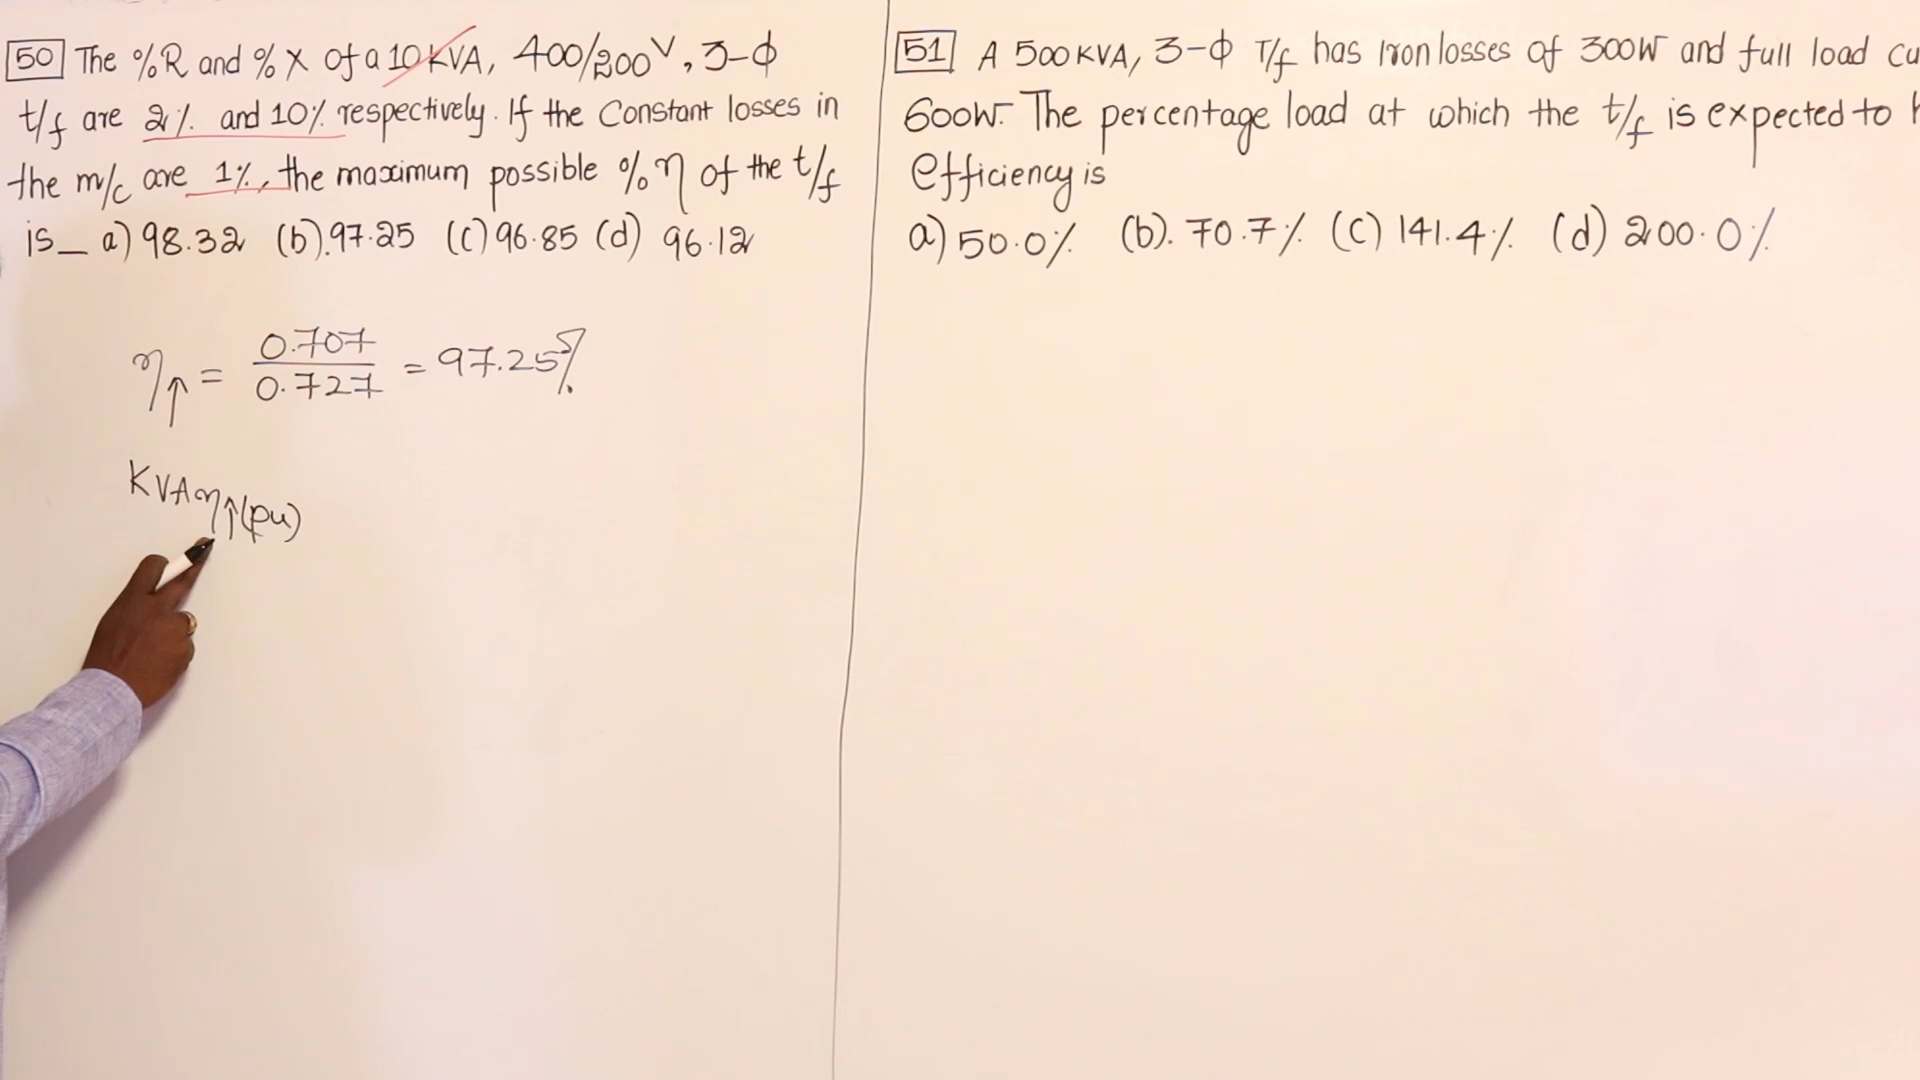 50 The %R and %X of a 10 KVA, 400/200V, 3-φ
t/f are 2% and 10% respectively. If the Constant losses in
the m/c are 1%, the maximum possible % η of the t/f
is_ a) 98.32 (b).97.25 (c) 96.85 (d) 96.12
η↑ = 0.707 / 0.727 = 97.25%
KVA η↑(pu)
51 A 500KVA, 3-φ T/f has Iron losses of 300W and full load cu
600W. The percentage load at which the t/f is expected to
efficiency is
a) 50.0% (b). 70.7% (c) 141.4% (d) 200.0%